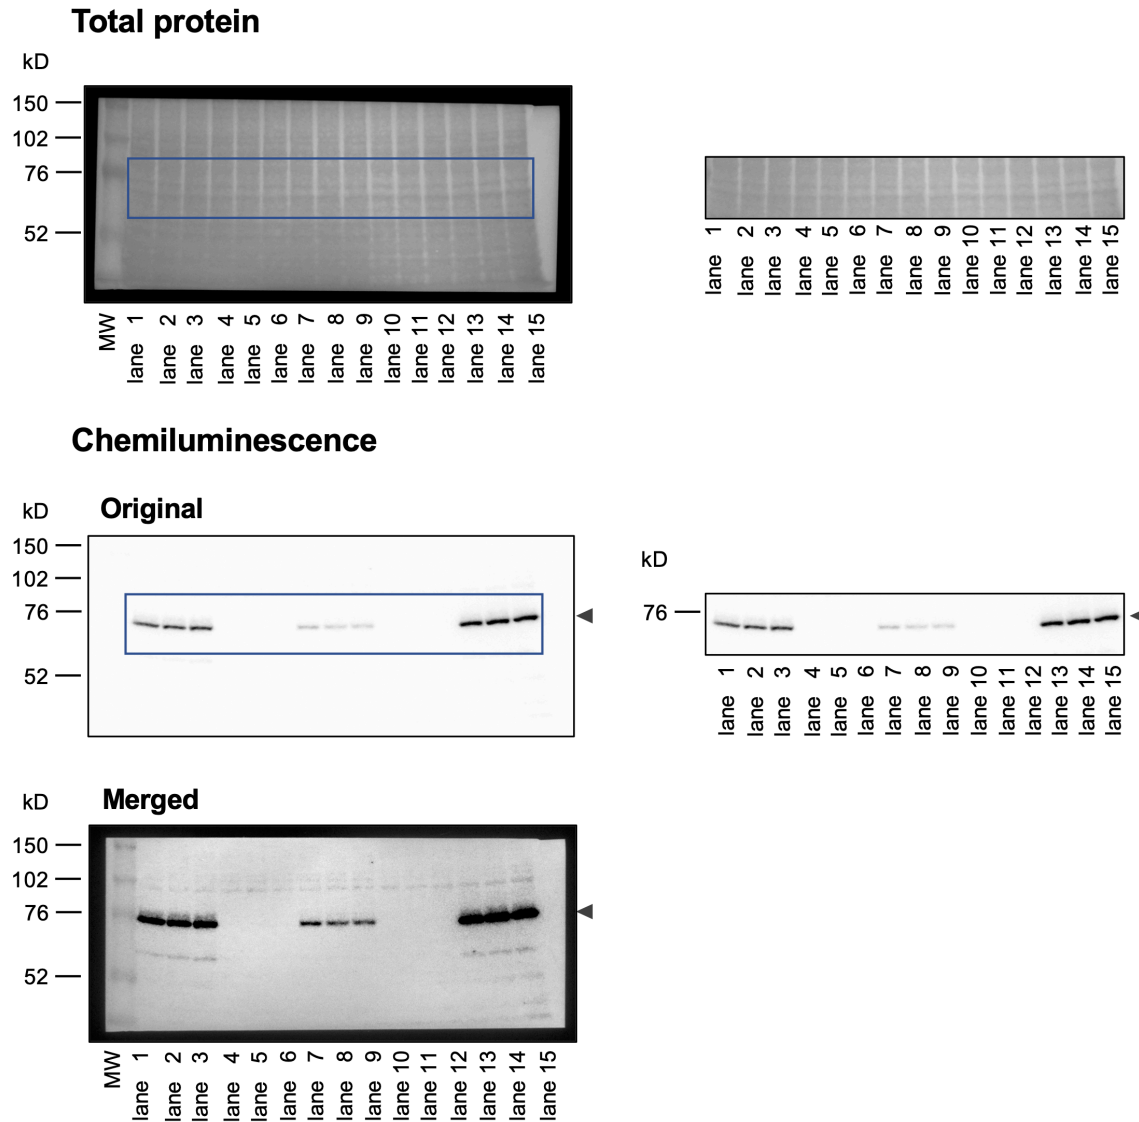 Total protein
kD
150
102
76
52
MW
lane 1
lane 2
lane 3
lane 4
lane 5
lane 6
lane 7
lane 8
lane 9
lane 10
lane 11
lane 12
lane 13
lane 14
lane 15
lane 1
lane 2
lane 3
lane 4
lane 5
lane 6
lane 7
lane 8
lane 9
lane 10
lane 11
lane 12
lane 13
lane 14
lane 15
Chemiluminescence
Original
kD
150
102
76
52
kD
76
lane 1
lane 2
lane 3
lane 4
lane 5
lane 6
lane 7
lane 8
lane 9
lane 10
lane 11
lane 12
lane 13
lane 14
lane 15
Merged
kD
150
102
76
52
MW
lane 1
lane 2
lane 3
lane 4
lane 5
lane 6
lane 7
lane 8
lane 9
lane 10
lane 11
lane 12
lane 13
lane 14
lane 15